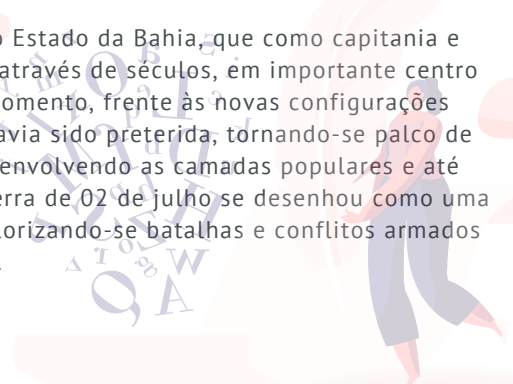 o Estado da Bahia, que como capitania e
através de séculos, em importante centro
omento, frente às novas configurações
avia sido preterida, tornando-se palco de
envolvendo as camadas populares e até
erra de 02 de julho se desenhou como uma
lorizando-se batalhas e conflitos armados
.